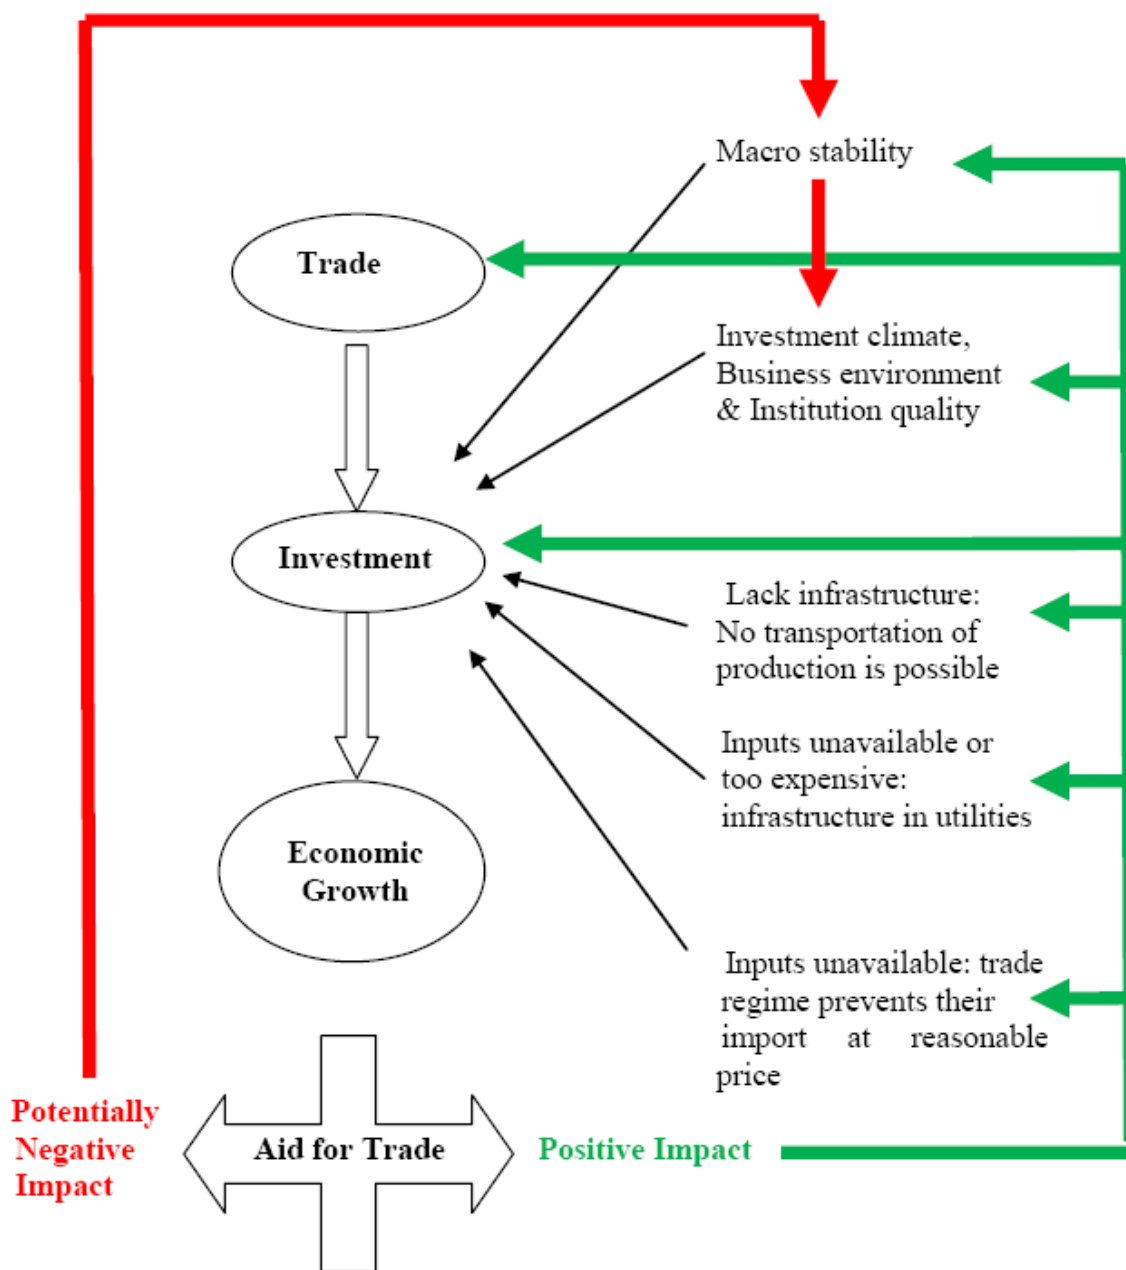 Macro stability
Trade
Investment climate,
Business environment
& Institution quality
Investment
Lack infrastructure:
No transportation of
production is possible
Inputs unavailable or
too expensive:
infrastructure in utilities
Economic
Growth
Inputs unavailable: trade
regime prevents their
import at reasonable
price
Potentially
Negative
Impact
Aid for Trade
Positive Impact